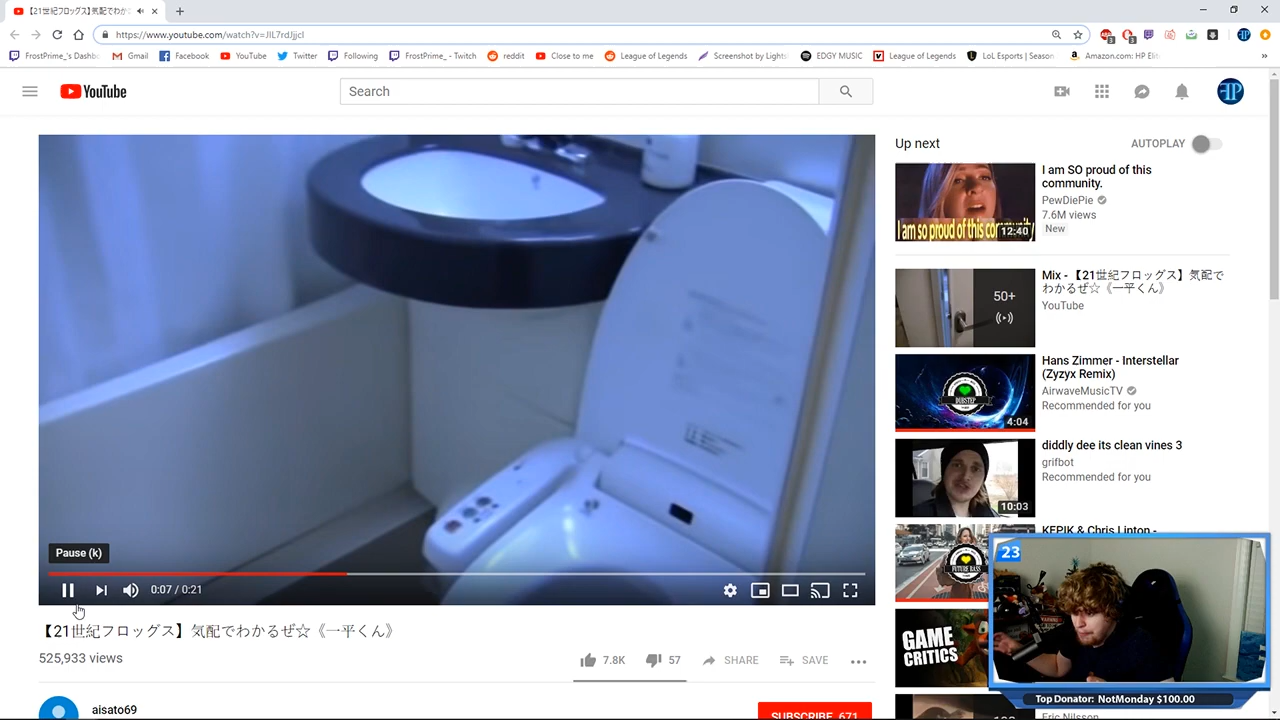 【21世紀フロッグス】気配でわか
https://www.youtube.com/watch?v=JIL7rdJjjcI
FrostPrime_'s Dashbo
Gmail
Facebook
YouTube
Twitter
Following
FrostPrime_ - Twitch
reddit
Close to me
League of Legends
Screenshot by Lights
EDGY MUSIC
League of Legends
LoL Esports | Season
Amazon.com: HP Elit
YouTube
Search
Up next
AUTOPLAY
I am SO proud of this
community.
PewDiePie
7.6M views
New
I am so proud of this community
12:40
Mix - 【21世紀フロッグス】気配で
わかるぜ☆《一平くん》
YouTube
50+
Hans Zimmer - Interstellar
(Zyzyx Remix)
AirwaveMusicTV
Recommended for you
DUBSTEP
4:04
diddly dee its clean vines 3
grifbot
Recommended for you
10:03
KEPIK & Chris Linton -
FUTURE BASS
GAME
CRITICS
Pause (k)
0:07 / 0:21
【21世紀フロッグス】気配でわかるぜ☆《一平くん》
525,933 views
7.8K
57
SHARE
SAVE
aisato69
SUBSCRIBE 671
23
Top Donator: NotMonday $100.00
Eric Nilsson